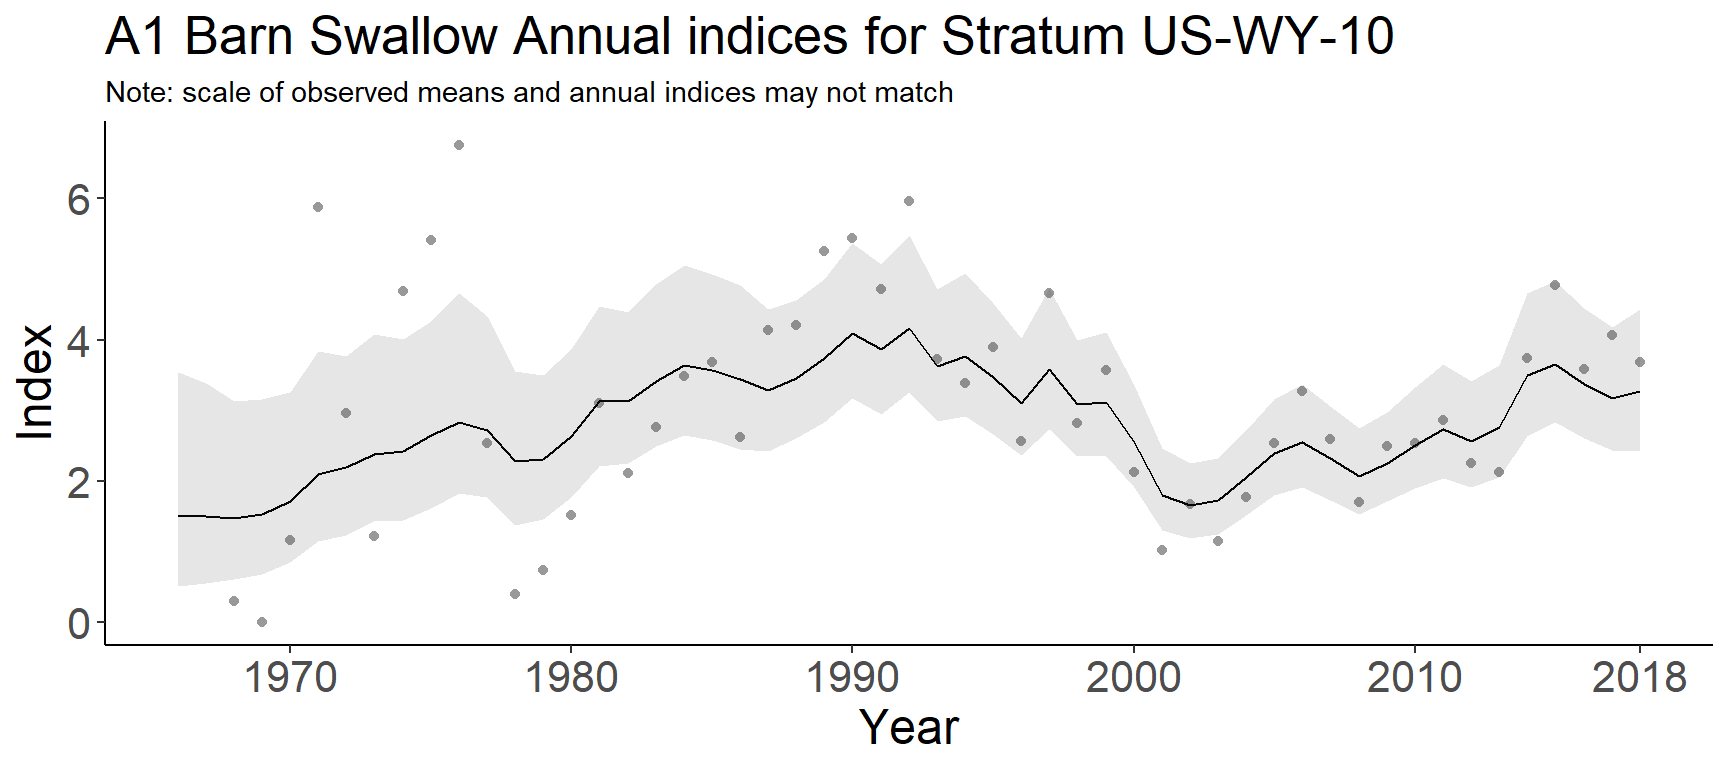 A1 Barn Swallow Annual indices for Stratum US-WY-10
Note: scale of observed means and annual indices may not match
6
4
2
0
Index
1970 1980 1990 2000 2010 2018
Year